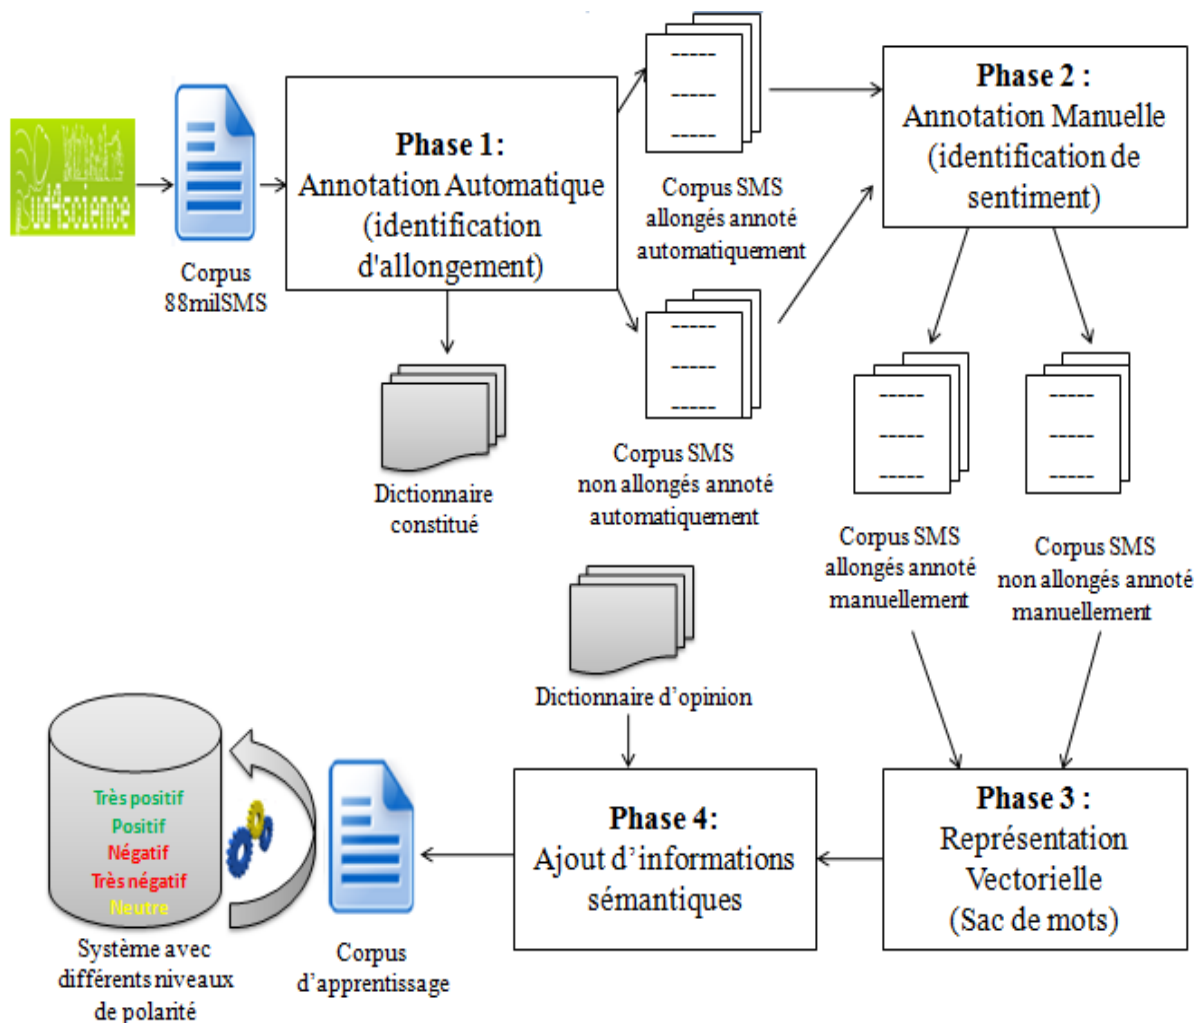 sud4science
Corpus
88milSMS
Phase 1:
Annotation Automatique
(identification
d'allongement)
Dictionnaire
constitué
Corpus SMS
allongés annoté
automatiquement
Corpus SMS
non allongés annoté
automatiquement
Phase 2 :
Annotation Manuelle
(identification de
sentiment)
Corpus SMS
allongés annoté
manuellement
Corpus SMS
non allongés annoté
manuellement
Phase 3 :
Représentation
Vectorielle
(Sac de mots)
Dictionnaire d’opinion
Phase 4:
Ajout d’informations
sémantiques
Corpus
d’apprentissage
Très positif
Positif
Négatif
Très négatif
Neutre
Système avec
différents niveaux
de polarité